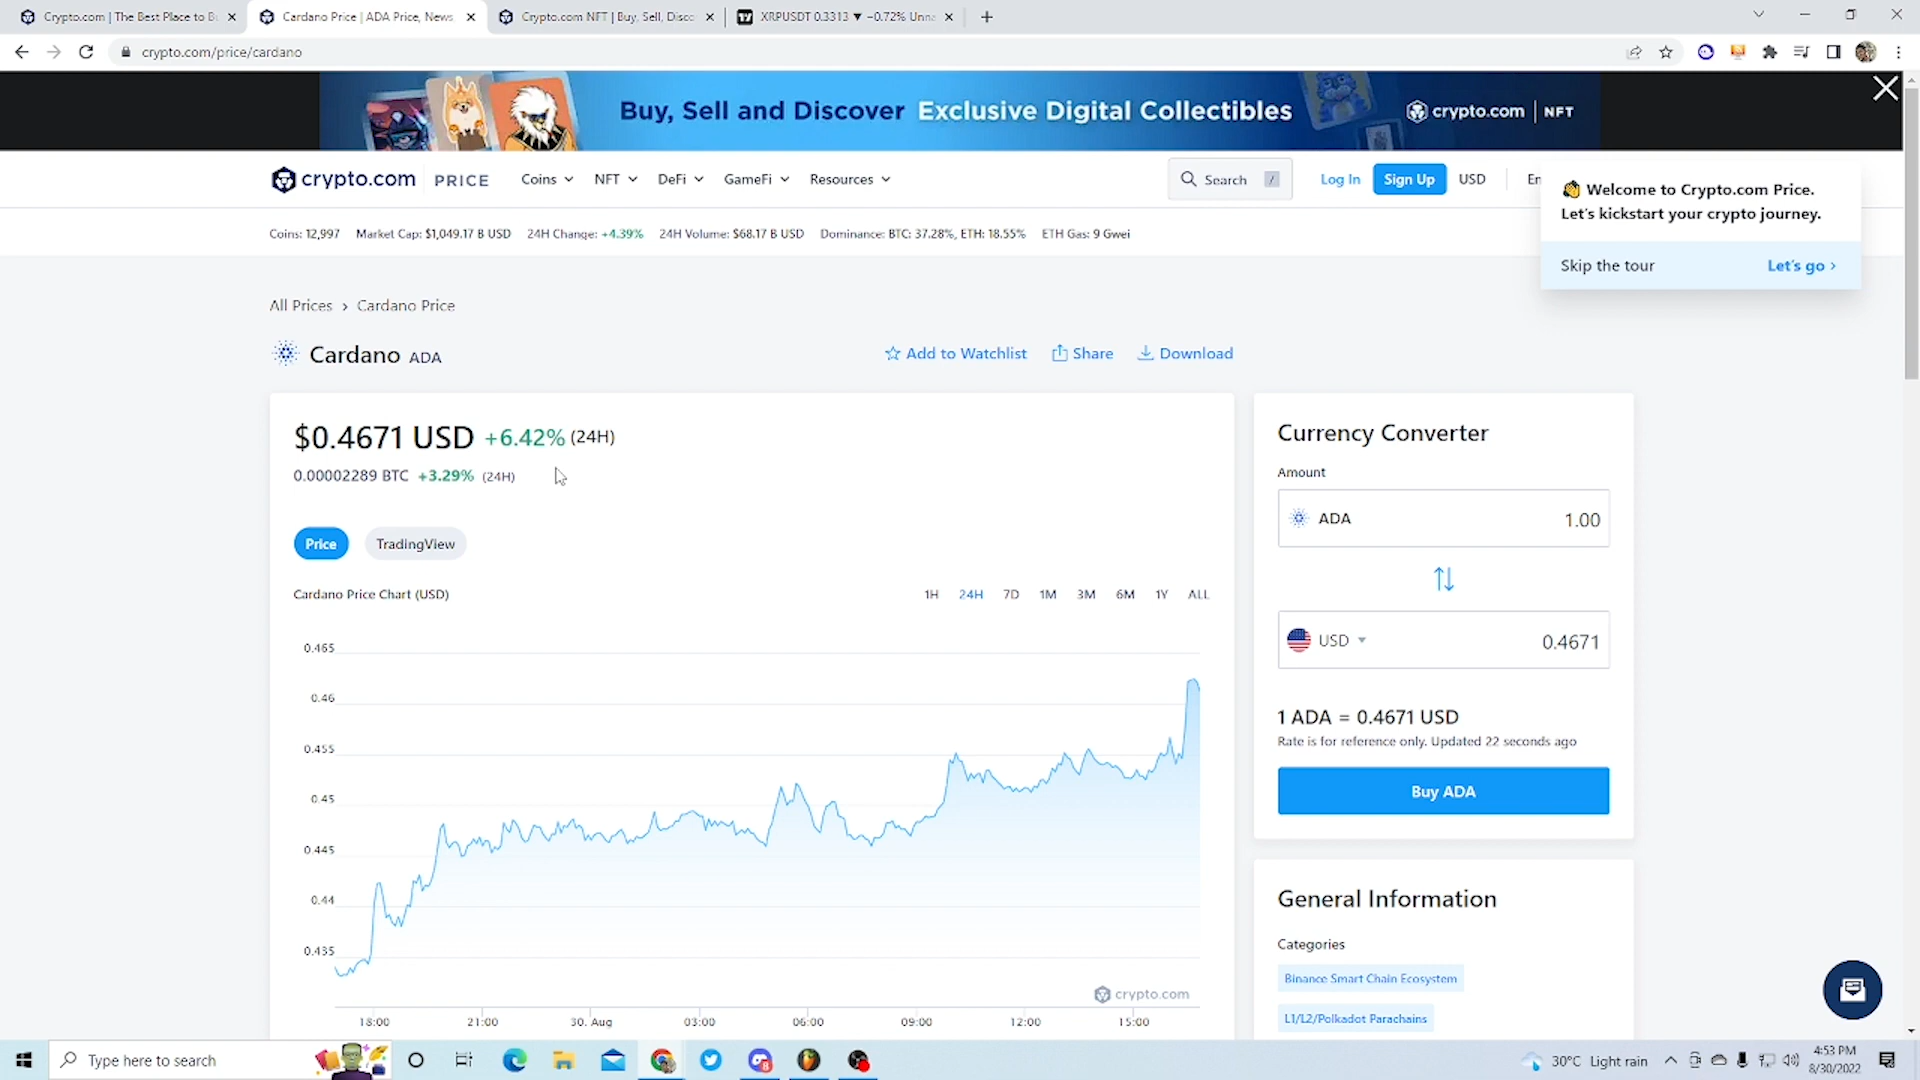 Crypto.com | The Best Place to Bu
Cardano Price | ADA Price, News
Crypto.com NFT | Buy, Sell, Disco
XRPUSDT 0.3313 ▼ −0.72% Unna
crypto.com/price/cardano
Buy, Sell and Discover Exclusive Digital Collectibles
crypto.com | NFT
crypto.com PRICE
Coins
NFT
DeFi
GameFi
Resources
Search /
Log In
Sign Up
USD
En
👏 Welcome to Crypto.com Price.
Let's kickstart your crypto journey.
Skip the tour
Let's go ›
Coins: 12,997 Market Cap: $1,049.17 B USD 24H Change: +4.39% 24H Volume: $68.17 B USD Dominance: BTC: 37.28%, ETH: 18.55% ETH Gas: 9 Gwei
All Prices › Cardano Price
Cardano ADA
Add to Watchlist
Share
Download
$0.4671 USD +6.42% (24H)
0.00002289 BTC +3.29% (24H)
Price
TradingView
Cardano Price Chart (USD)
1H 24H 7D 1M 3M 6M 1Y ALL
0.465
0.46
0.455
0.45
0.445
0.44
0.435
crypto.com
18:00 21:00 30. Aug 03:00 06:00 09:00 12:00 15:00
Currency Converter
Amount
ADA 1.00
USD 0.4671
1 ADA = 0.4671 USD
Rate is for reference only. Updated 22 seconds ago
Buy ADA
General Information
Categories
Binance Smart Chain Ecosystem
L1/L2/Polkadot Parachains
Type here to search
8
30°C Light rain
4:53 PM
8/30/2022